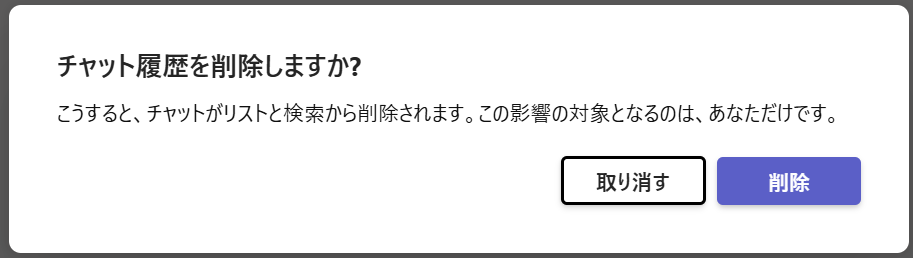 チャット履歴を削除しますか?
こうすると、チャットがリストと検索から削除されます。この影響の対象となるのは、あなただけです。
取り消す
削除